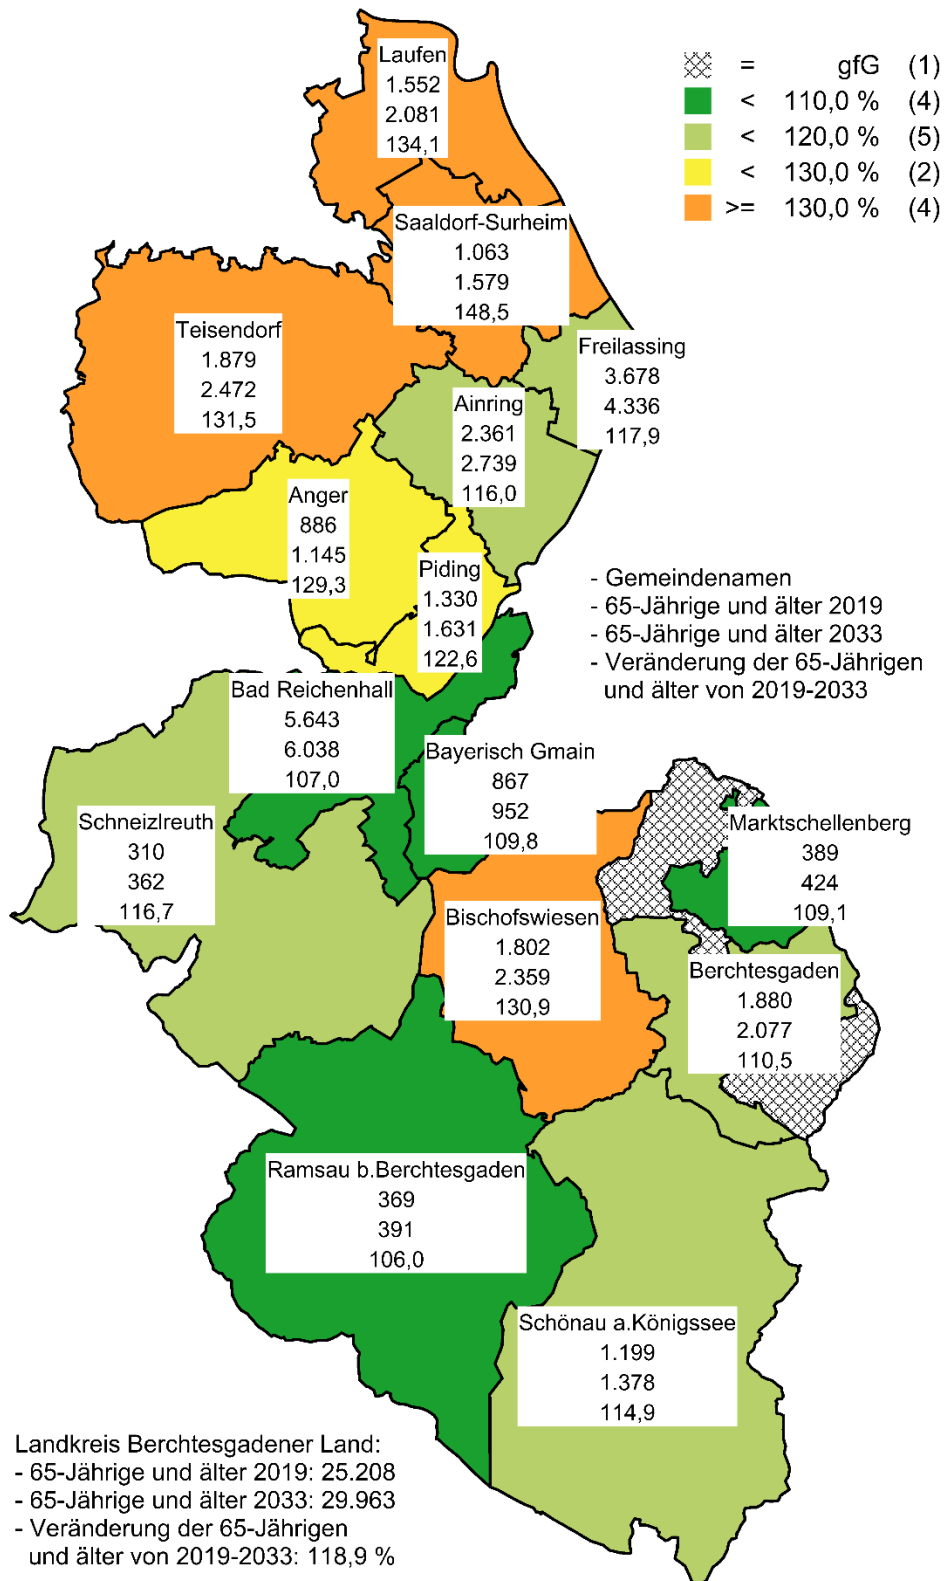 Laufen
1.552
2.081
134,1
= gfG (1)
< 110,0 % (4)
< 120,0 % (5)
< 130,0 % (2)
>= 130,0 % (4)
Saaldorf-Surheim
1.063
1.579
148,5
Teisendorf
1.879
2.472
131,5
Freilassing
3.678
4.336
117,9
Ainring
2.361
2.739
116,0
Anger
886
1.145
129,3
Piding
1.330
1.631
122,6
- Gemeindenamen
- 65-Jährige und älter 2019
- 65-Jährige und älter 2033
- Veränderung der 65-Jährigen
und älter von 2019-2033
Bad Reichenhall
5.643
6.038
107,0
Bayerisch Gmain
867
952
109,8
Schneizlreuth
310
362
116,7
Marktschellenberg
389
424
109,1
Bischofswiesen
1.802
2.359
130,9
Berchtesgaden
1.880
2.077
110,5
Ramsau b.Berchtesgaden
369
391
106,0
Schönau a.Königssee
1.199
1.378
114,9
Landkreis Berchtesgadener Land:
- 65-Jährige und älter 2019: 25.208
- 65-Jährige und älter 2033: 29.963
- Veränderung der 65-Jährigen
und älter von 2019-2033: 118,9 %